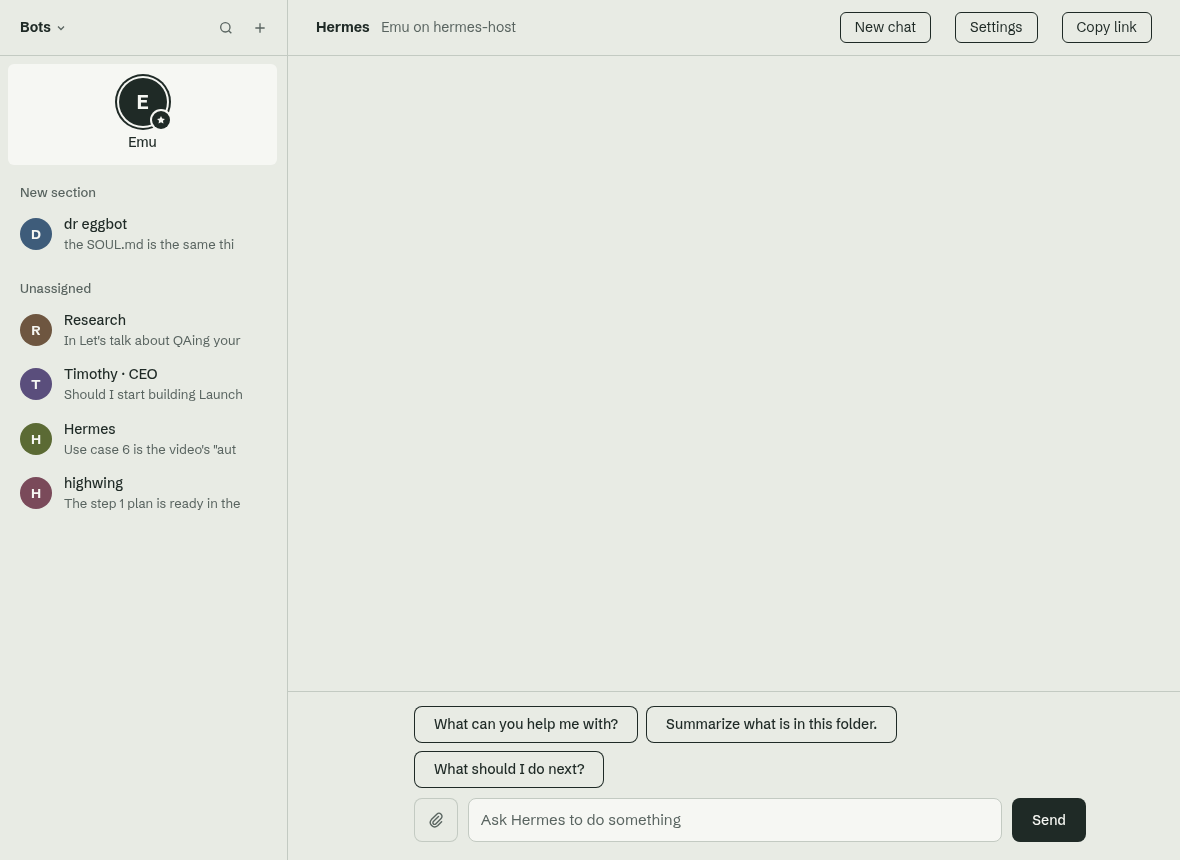 Bots
Hermes Emu on hermes-host
New chat
Settings
Copy link
E
Emu
New section
D
dr eggbot
the SOUL.md is the same thi
Unassigned
R
Research
In Let's talk about QAing your
T
Timothy · CEO
Should I start building Launch
H
Hermes
Use case 6 is the video's "aut
H
highwing
The step 1 plan is ready in the
What can you help me with?
Summarize what is in this folder.
What should I do next?
Ask Hermes to do something
Send